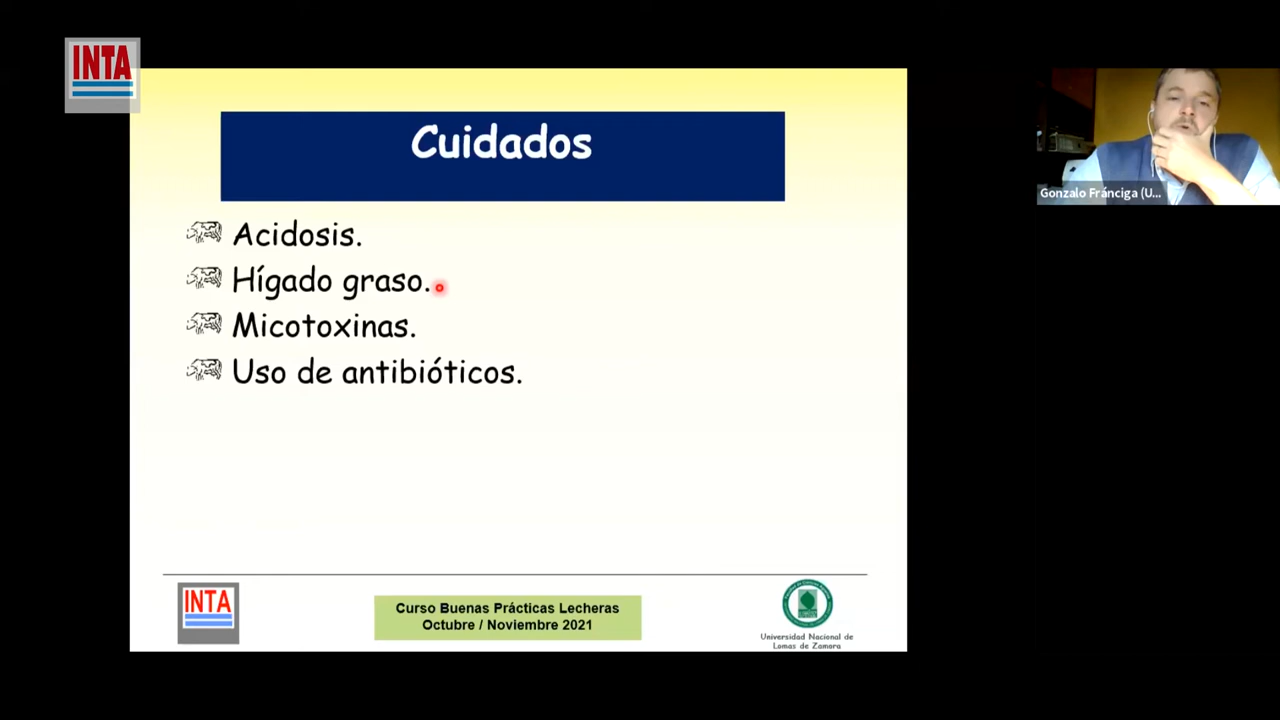 INTA
Cuidados
Acidosis.
Hígado graso.
Micotoxinas.
Uso de antibióticos.
Gonzalo Fránciga (U...
INTA
Curso Buenas Prácticas Lecheras
Octubre / Noviembre 2021
Universidad Nacional de
Lomas de Zamora